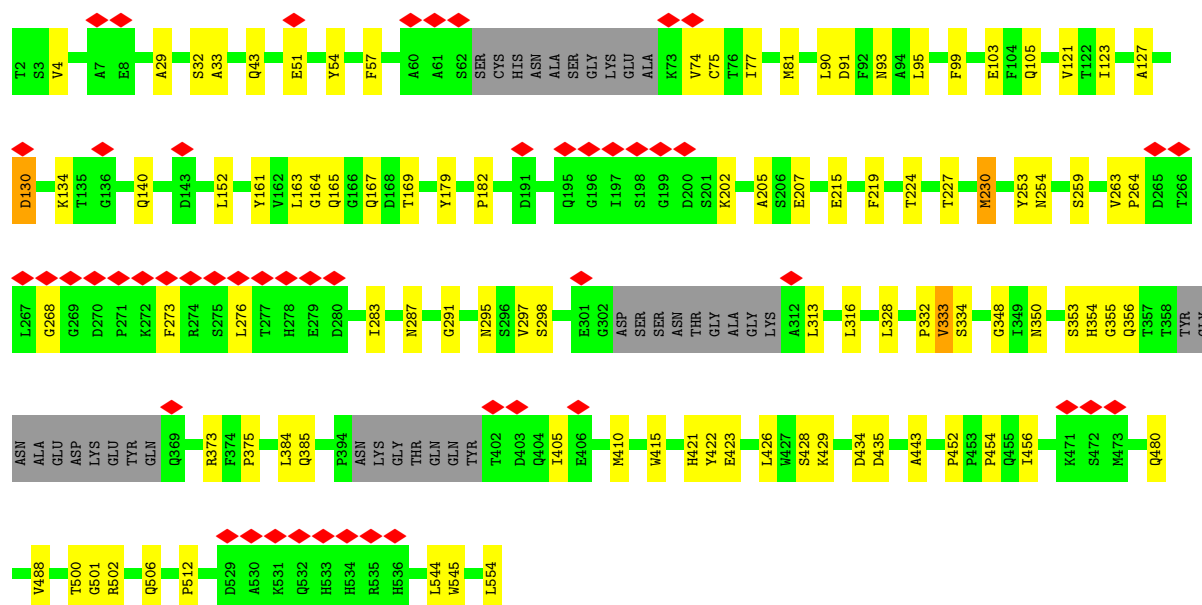 T2 S3 V4 A7 E8 A29 S32 A33 Q43 E51 Y54 F57 A60 A61 S62 SER CYS HIS ASN ALA SER GLY LYS GLU ALA K73 V74 C75 T76 I77 M81 L90 D91 F92 N93 A94 L95 F99 E103 F104 Q105 V121 T122 I123 A127
D130 K134 T135 G136 Q140 D143 L152 Y161 V162 L163 G164 Q165 G166 Q167 D168 T169 Y179 P182 D191 Q195 G196 I197 S198 G199 D200 S201 K202 A205 S206 E207 E215 F219 T224 T227 M230 Y253 N254 S259 V263 P264 D265 T266
L267 G268 G269 D270 P271 K272 F273 R274 S275 L276 T277 H278 E279 D280 I283 N287 G291 N295 S296 V297 S298 E301 G302 ASP SER SER ASN THR GLY ALA GLY LYS A312 L313 L316 L328 P332 V333 S334 G348 I349 N350 S353 H354 G355 Q356 T357 T358 TYR
ASN ALA GLU ASP LYS GLU TYR GLN Q369 R373 F374 P375 L384 Q385 P394 ASN LYS GLY THR GLN GLN TYR T402 D403 Q404 I405 E406 M410 W415 H421 Y422 E423 L426 W427 S428 K429 D434 D435 A443 P452 P453 P454 Q455 I456 K471 S472 M473 Q480
V488 T500 G501 R502 Q506 P512 D529 A530 K531 Q532 H533 H534 R535 H536 L544 W545 L554